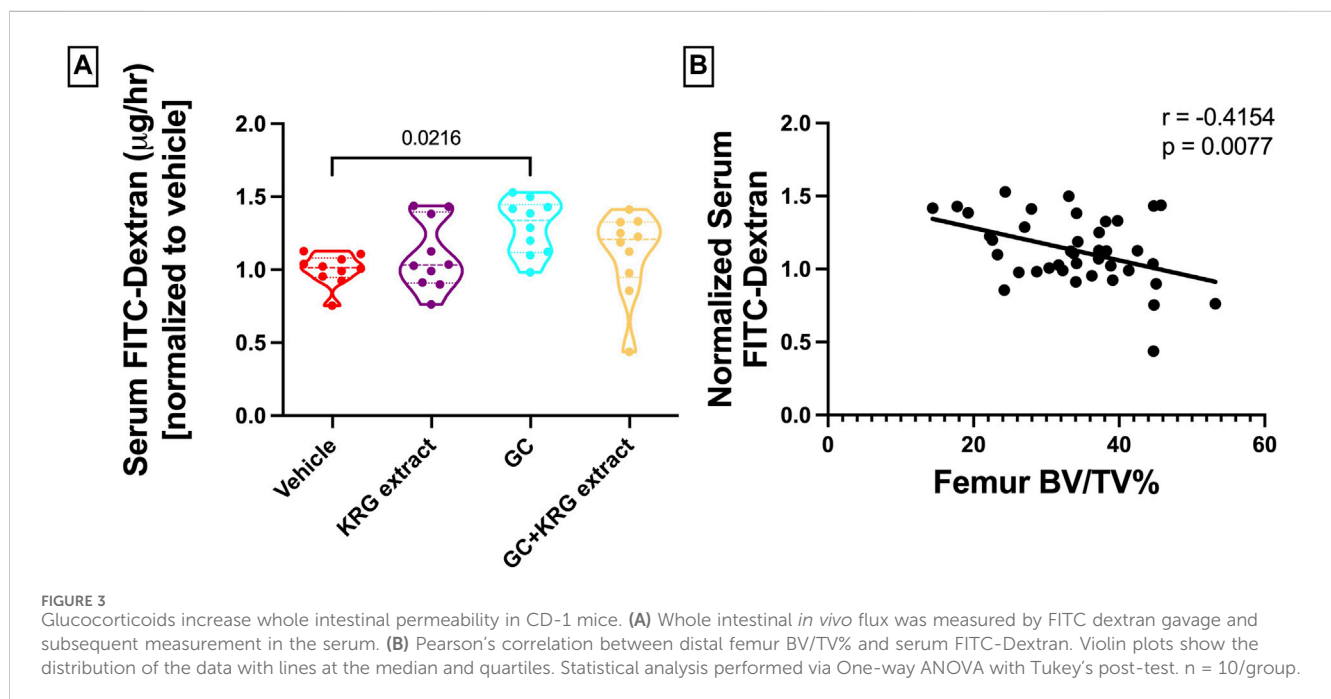 A
Serum FITC-Dextran (µg/hr)
[normalized to vehicle]
2.0
1.5
1.0
0.5
0.0
0.0216
Vehicle
KRG extract
GC
GC+KRG extract
B
Normalized Serum
FITC-Dextran
2.0
1.5
1.0
0.5
0.0
r = -0.4154
p = 0.0077
0
20
40
60
Femur BV/TV%
FIGURE 3
Glucocorticoids increase whole intestinal permeability in CD-1 mice. (A) Whole intestinal in vivo flux was measured by FITC dextran gavage and
subsequent measurement in the serum. (B) Pearson’s correlation between distal femur BV/TV% and serum FITC-Dextran. Violin plots show the
distribution of the data with lines at the median and quartiles. Statistical analysis performed via One-way ANOVA with Tukey’s post-test. n = 10/group.